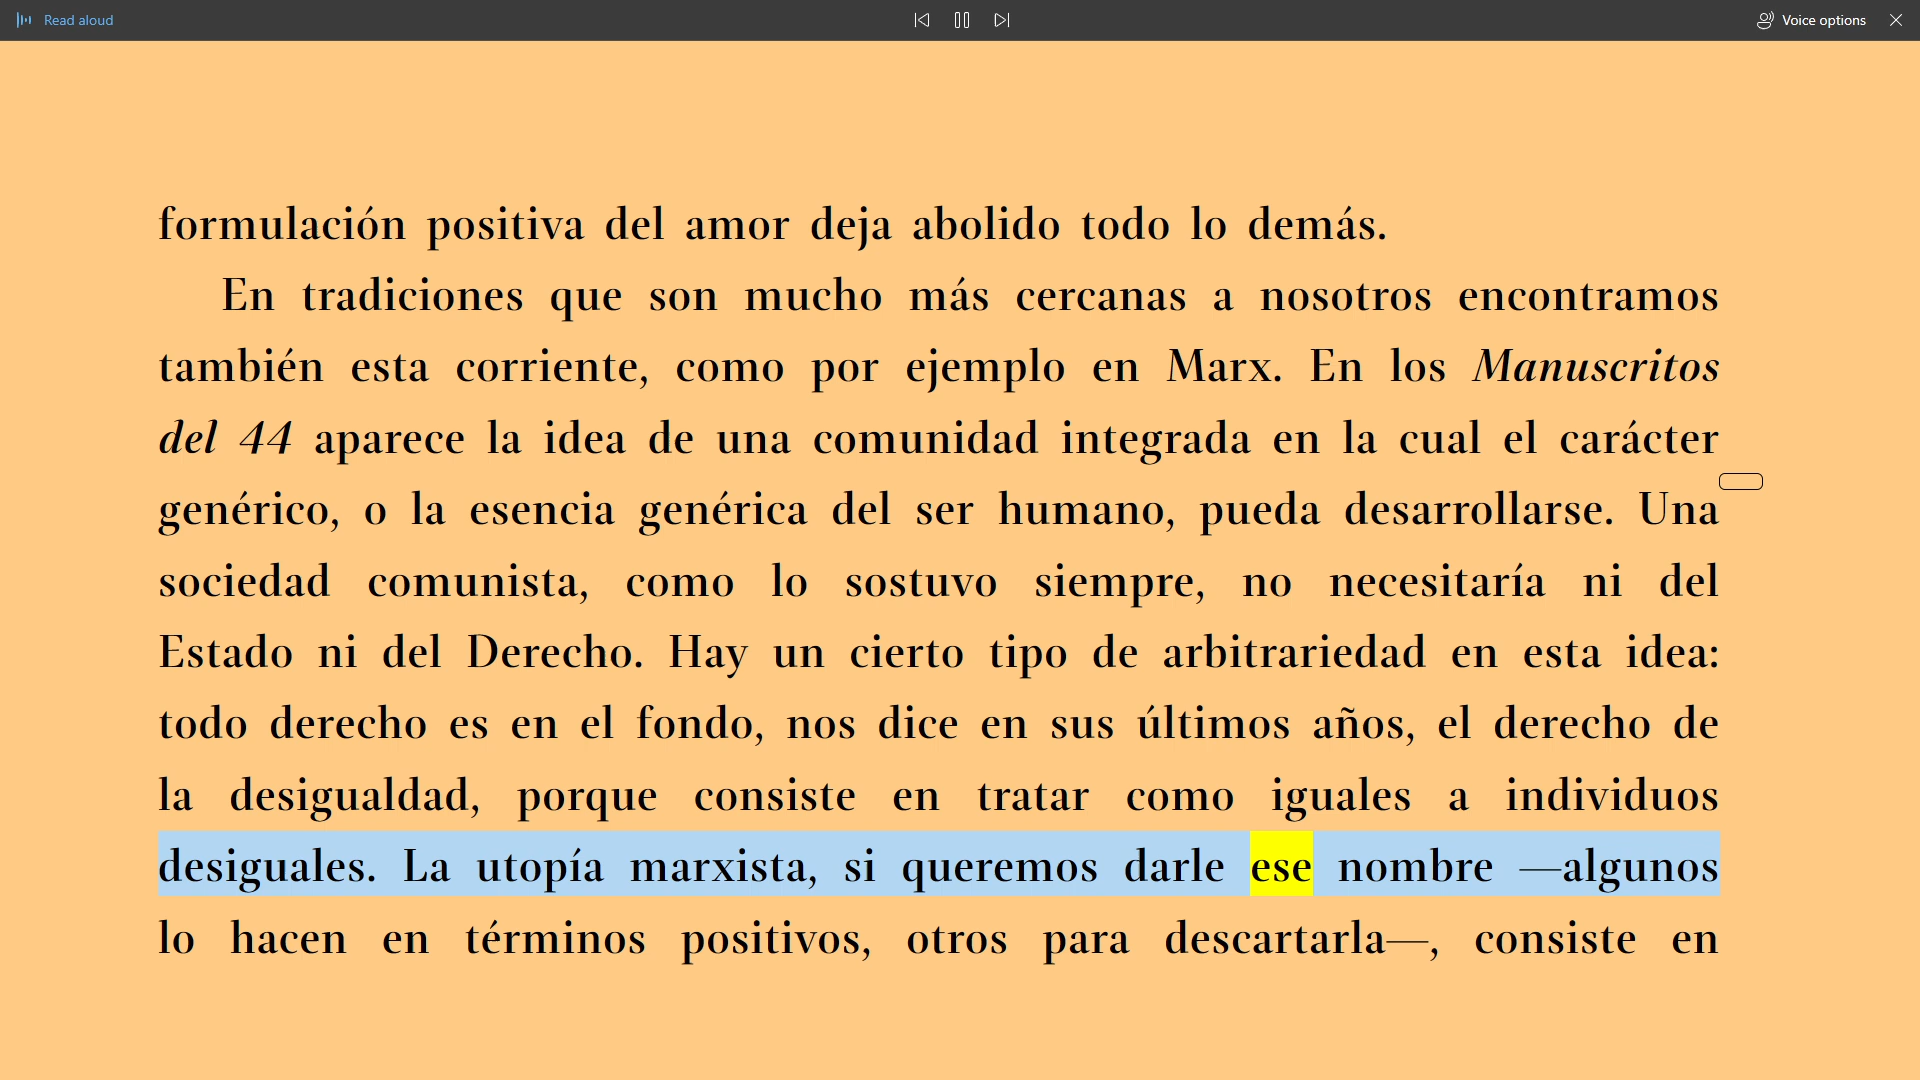 Read aloud
Voice options
formulación positiva del amor deja abolido todo lo demás.
En tradiciones que son mucho más cercanas a nosotros encontramos
también esta corriente, como por ejemplo en Marx. En los Manuscritos
del 44 aparece la idea de una comunidad integrada en la cual el carácter
genérico, o la esencia genérica del ser humano, pueda desarrollarse. Una
sociedad comunista, como lo sostuvo siempre, no necesitaría ni del
Estado ni del Derecho. Hay un cierto tipo de arbitrariedad en esta idea:
todo derecho es en el fondo, nos dice en sus últimos años, el derecho de
la desigualdad, porque consiste en tratar como iguales a individuos
desiguales. La utopía marxista, si queremos darle ese nombre —algunos
lo hacen en términos positivos, otros para descartarla—, consiste en